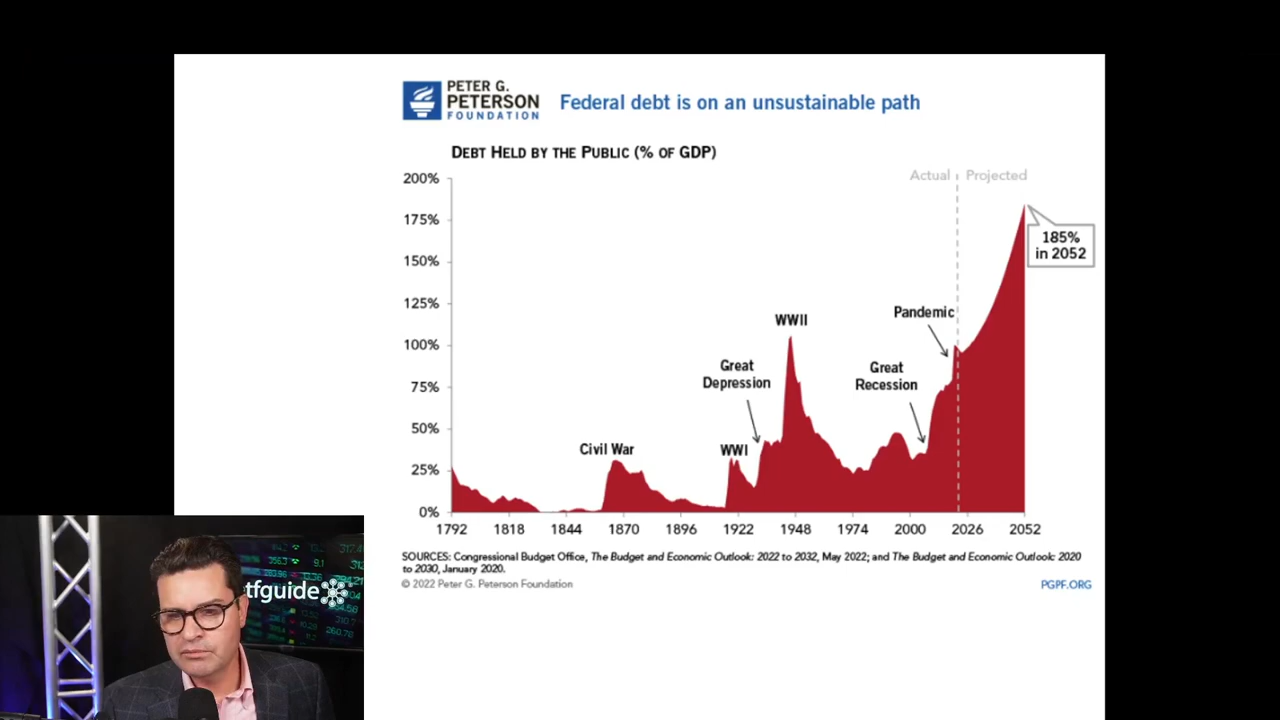 PETER G.
PETERSON
FOUNDATION
Federal debt is on an unsustainable path
DEBT HELD BY THE PUBLIC (% OF GDP)
Actual
Projected
200%
175%
150%
125%
100%
75%
50%
25%
0%
185%
in 2052
Pandemic
WWII
Great
Depression
Great
Recession
Civil War
WWI
1792 1818 1844 1870 1896 1922 1948 1974 2000 2026 2052
SOURCES: Congressional Budget Office, The Budget and Economic Outlook: 2022 to 2032, May 2022; and The Budget and Economic Outlook: 2020
to 2030, January 2020.
© 2022 Peter G. Peterson Foundation
PGPF.ORG
tfguide